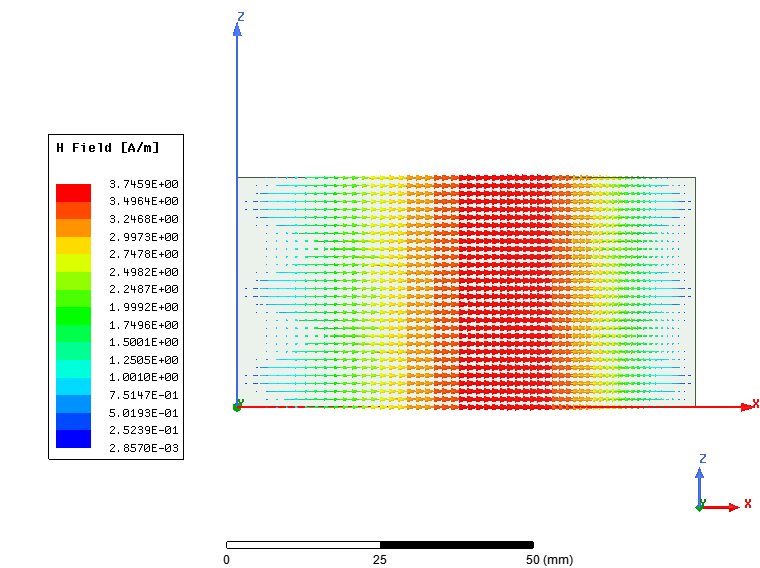 Z
H Field [A/m]
3.7459E+00
3.4964E+00
3.2468E+00
2.9973E+00
2.7478E+00
2.4982E+00
2.2487E+00
1.9992E+00
1.7496E+00
1.5001E+00
1.2505E+00
1.0010E+00
7.5147E-01
5.0193E-01
2.5239E-01
2.8570E-03
Y X
Z
Y X
0 25 50 (mm)